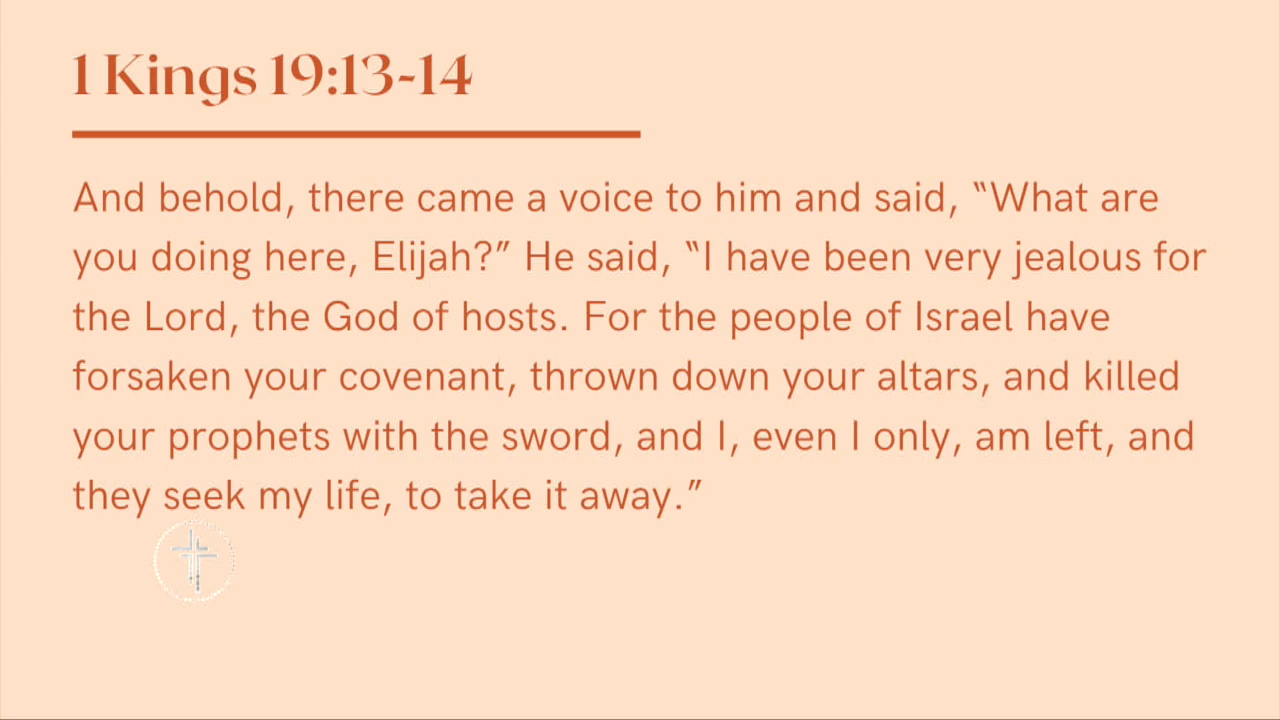 1 Kings 19:13-14
And behold, there came a voice to him and said, “What are
you doing here, Elijah?” He said, “I have been very jealous for
the Lord, the God of hosts. For the people of Israel have
forsaken your covenant, thrown down your altars, and killed
your prophets with the sword, and I, even I only, am left, and
they seek my life, to take it away.”